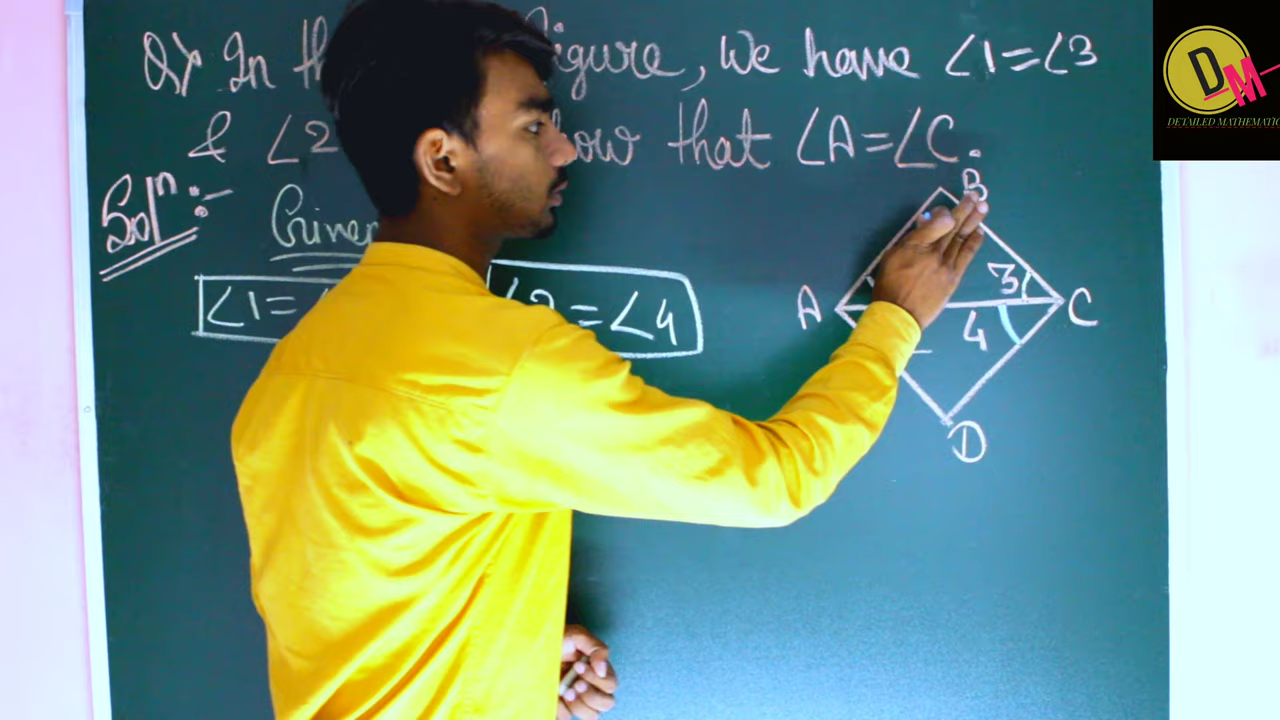 Q) In th figure, we have ∠1=∠3
& ∠2 how that ∠A=∠C.
Solⁿ:-
Given
∠1=
∠2=∠4
A
B
C
D
3
4
DM
DETAILED MATHEMATIC